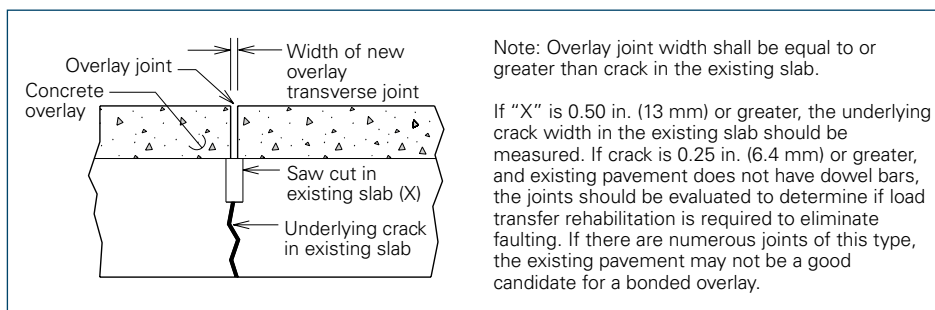 Width of new
overlay
transverse joint
Overlay joint
Concrete
overlay
Saw cut in
existing slab (X)
Underlying crack
in existing slab
Note: Overlay joint width shall be equal to or
greater than crack in the existing slab.
If “X” is 0.50 in. (13 mm) or greater, the underlying
crack width in the existing slab should be
measured. If crack is 0.25 in. (6.4 mm) or greater,
and existing pavement does not have dowel bars,
the joints should be evaluated to determine if load
transfer rehabilitation is required to eliminate
faulting. If there are numerous joints of this type,
the existing pavement may not be a good
candidate for a bonded overlay.